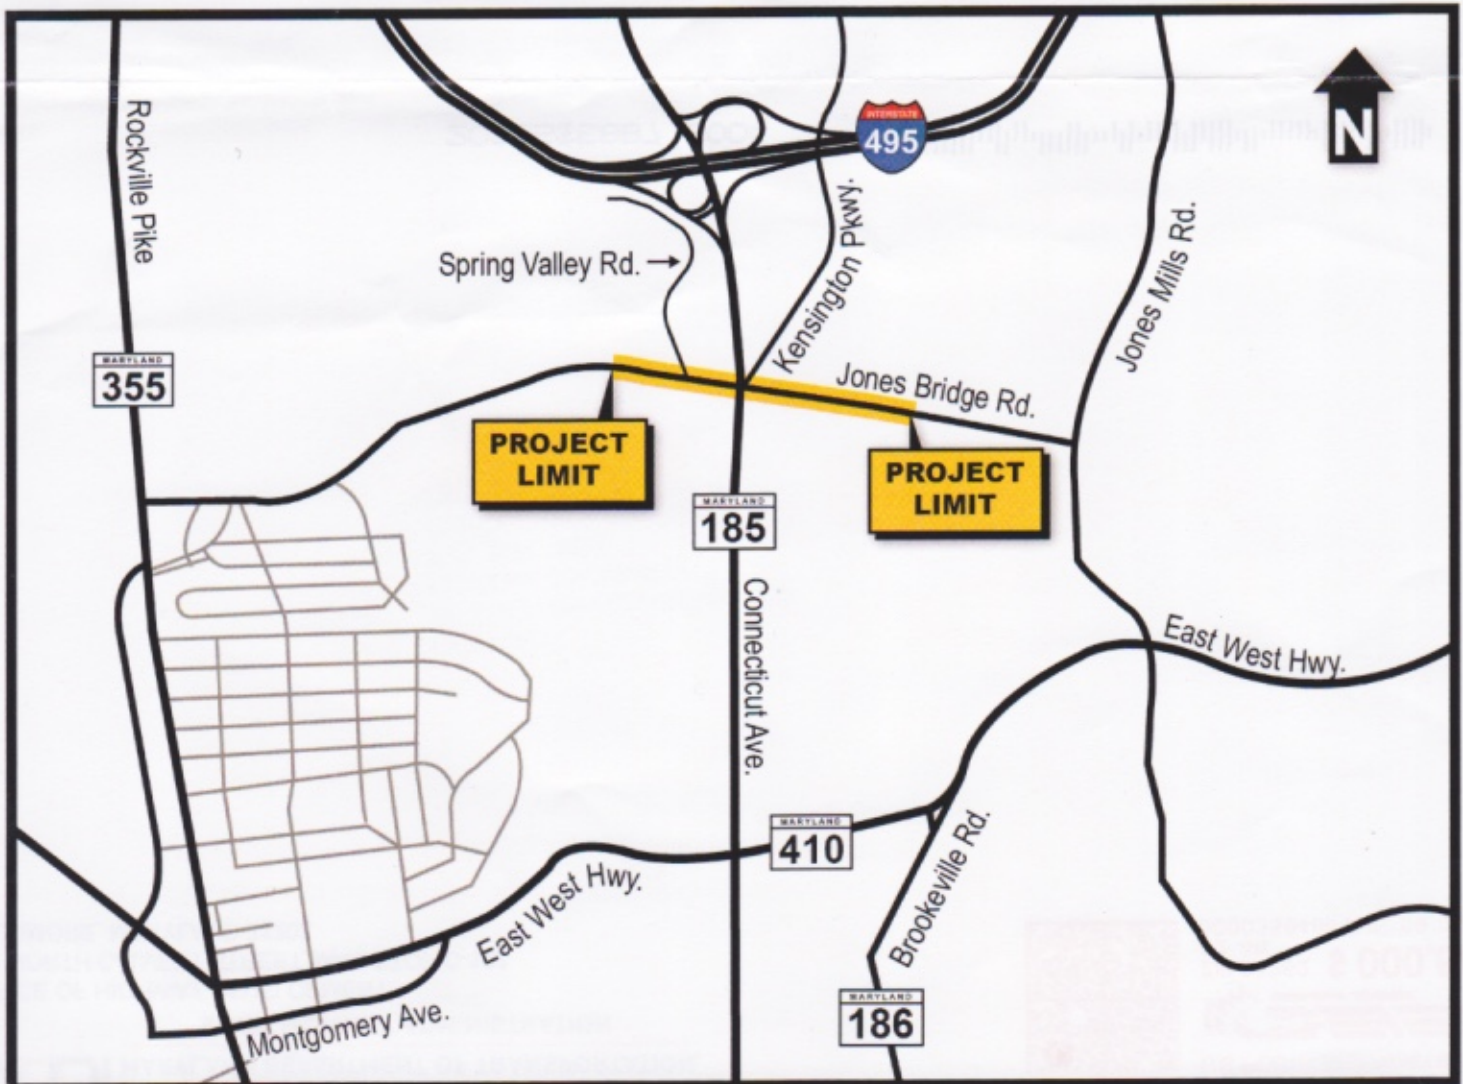 Rockville Pike
INTERSTATE
495
N
Kensington Pkwy.
Jones Mills Rd.
Spring Valley Rd.
MARYLAND
355
Jones Bridge Rd.
PROJECT
LIMIT
PROJECT
LIMIT
MARYLAND
185
Connecticut Ave.
East West Hwy.
MARYLAND
410
Brookeville Rd.
East West Hwy.
MARYLAND
186
Montgomery Ave.